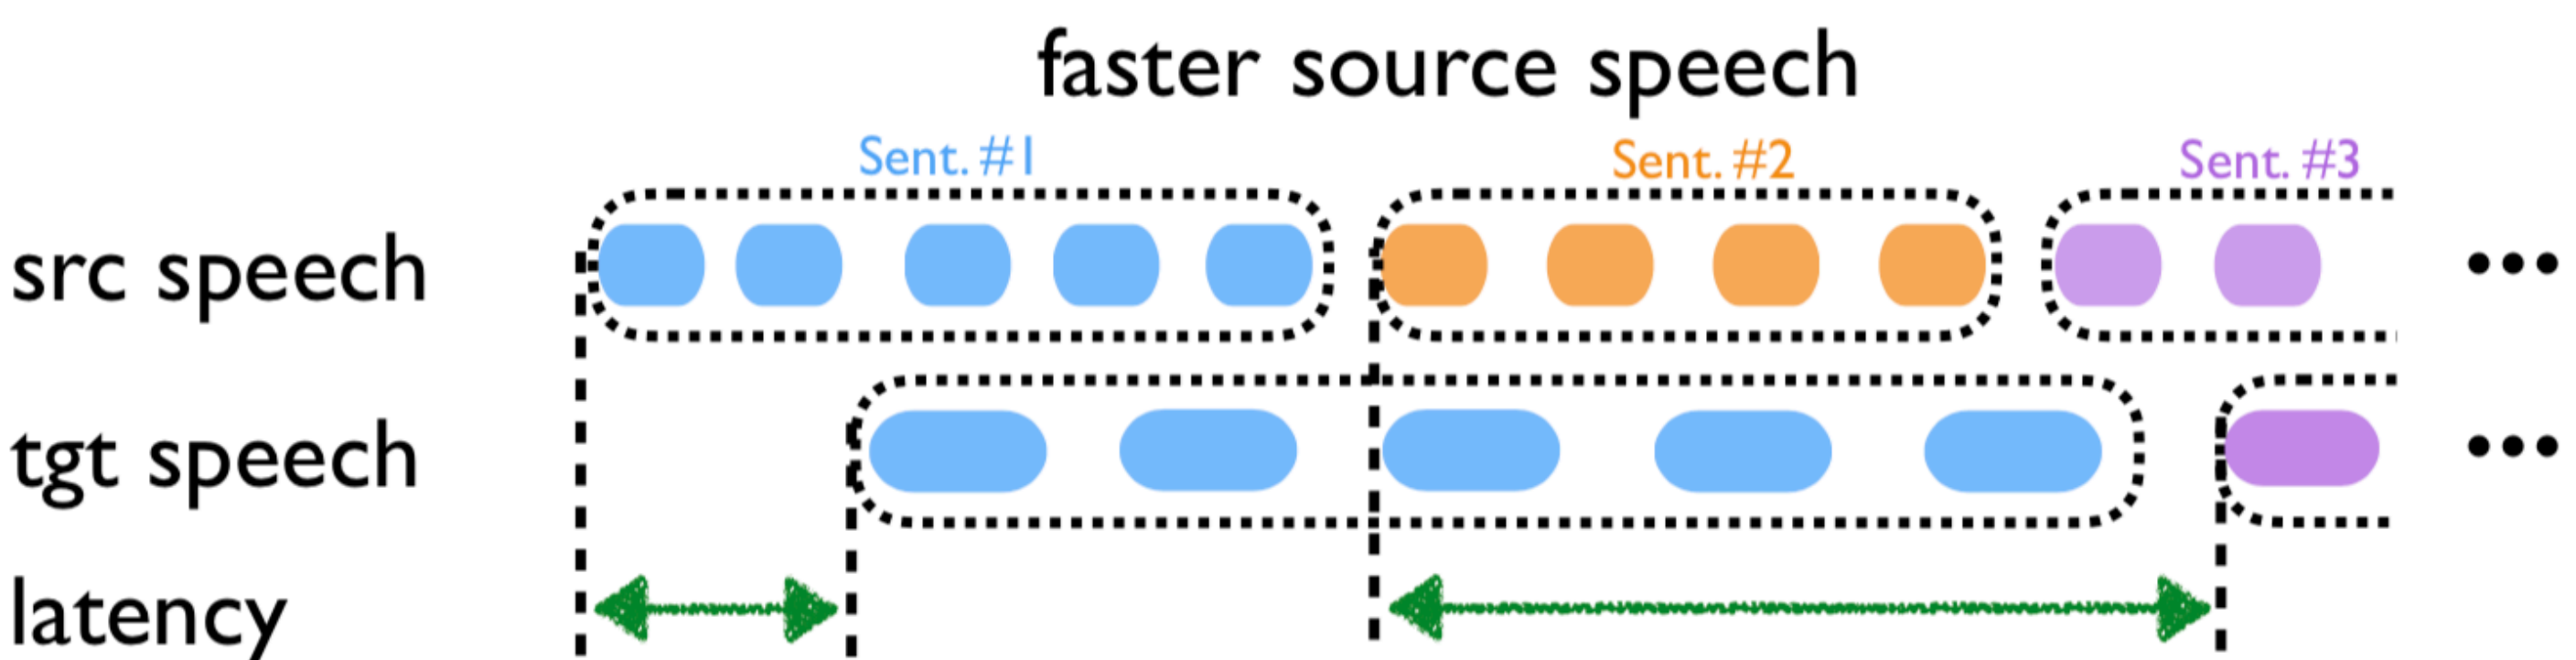 faster source speech
Sent. #1 Sent. #2 Sent. #3
src speech •••
tgt speech •••
latency